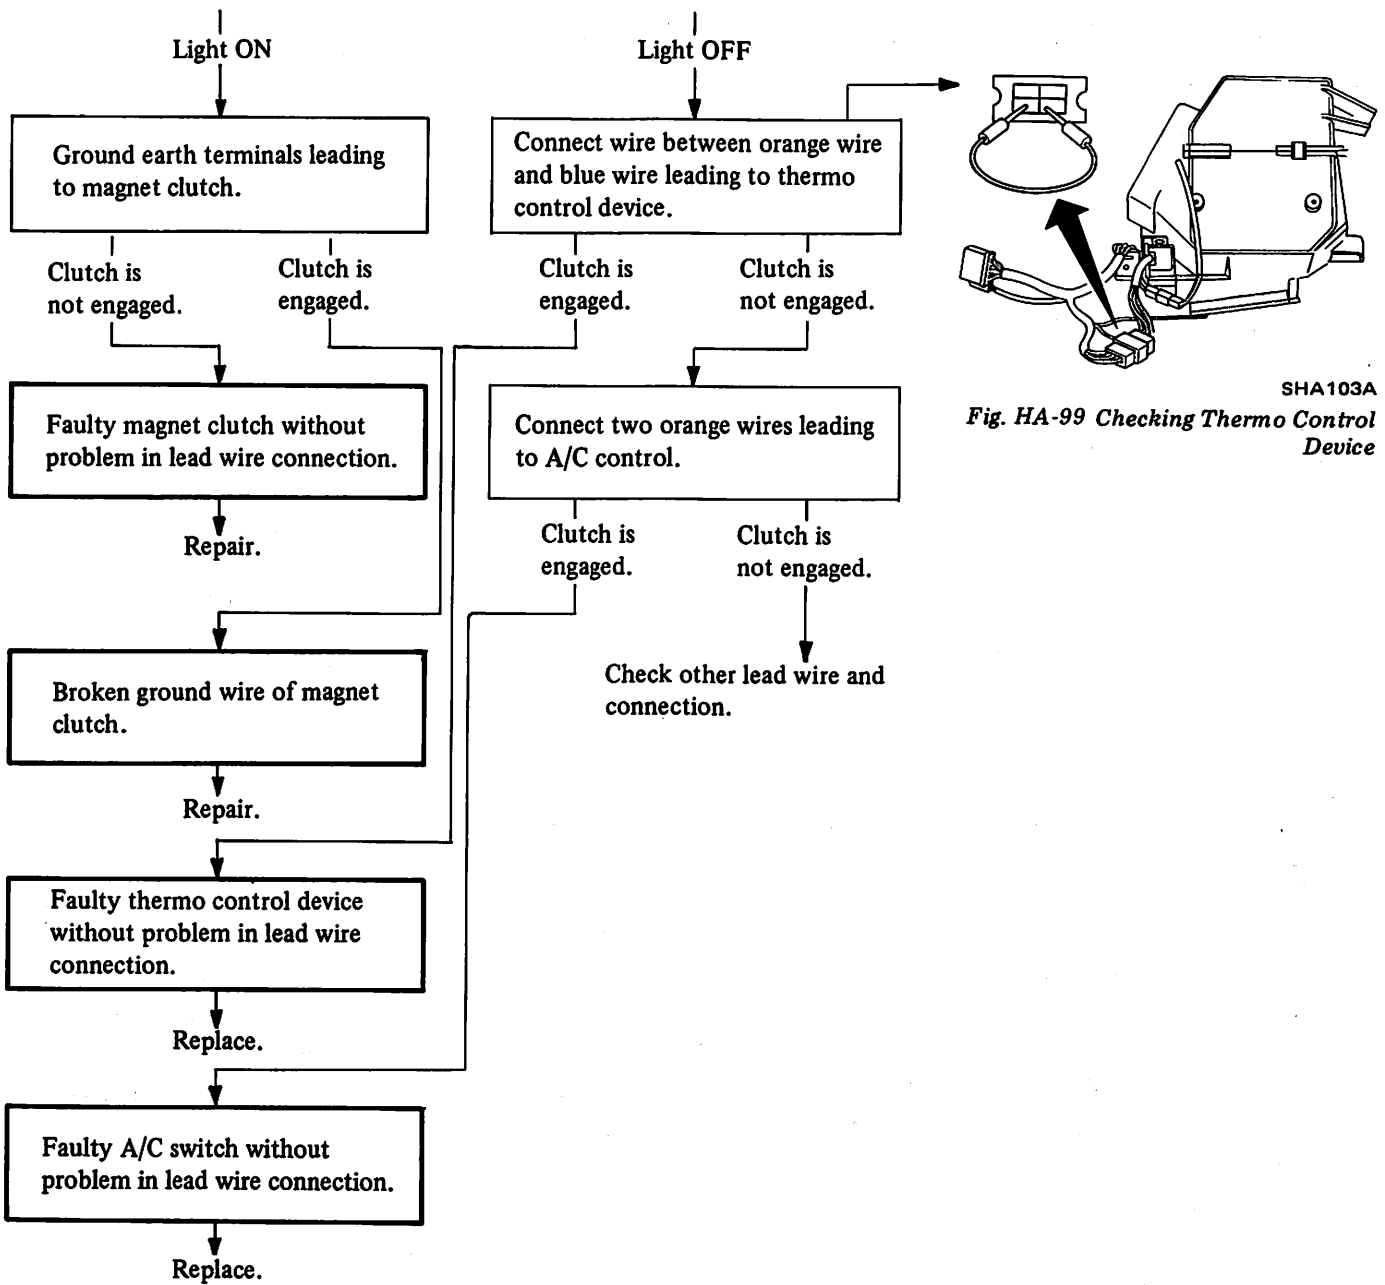 Light ON
Light OFF
Ground earth terminals leading
to magnet clutch.
Connect wire between orange wire
and blue wire leading to thermo
control device.
Clutch is
not engaged.
Clutch is
engaged.
Clutch is
engaged.
Clutch is
not engaged.
SHA103A
Fig. HA-99 Checking Thermo Control
Device
Faulty magnet clutch without
problem in lead wire connection.
Connect two orange wires leading
to A/C control.
Repair.
Clutch is
engaged.
Clutch is
not engaged.
Broken ground wire of magnet
clutch.
Check other lead wire and
connection.
Repair.
Faulty thermo control device
without problem in lead wire
connection.
Replace.
Faulty A/C switch without
problem in lead wire connection.
Replace.